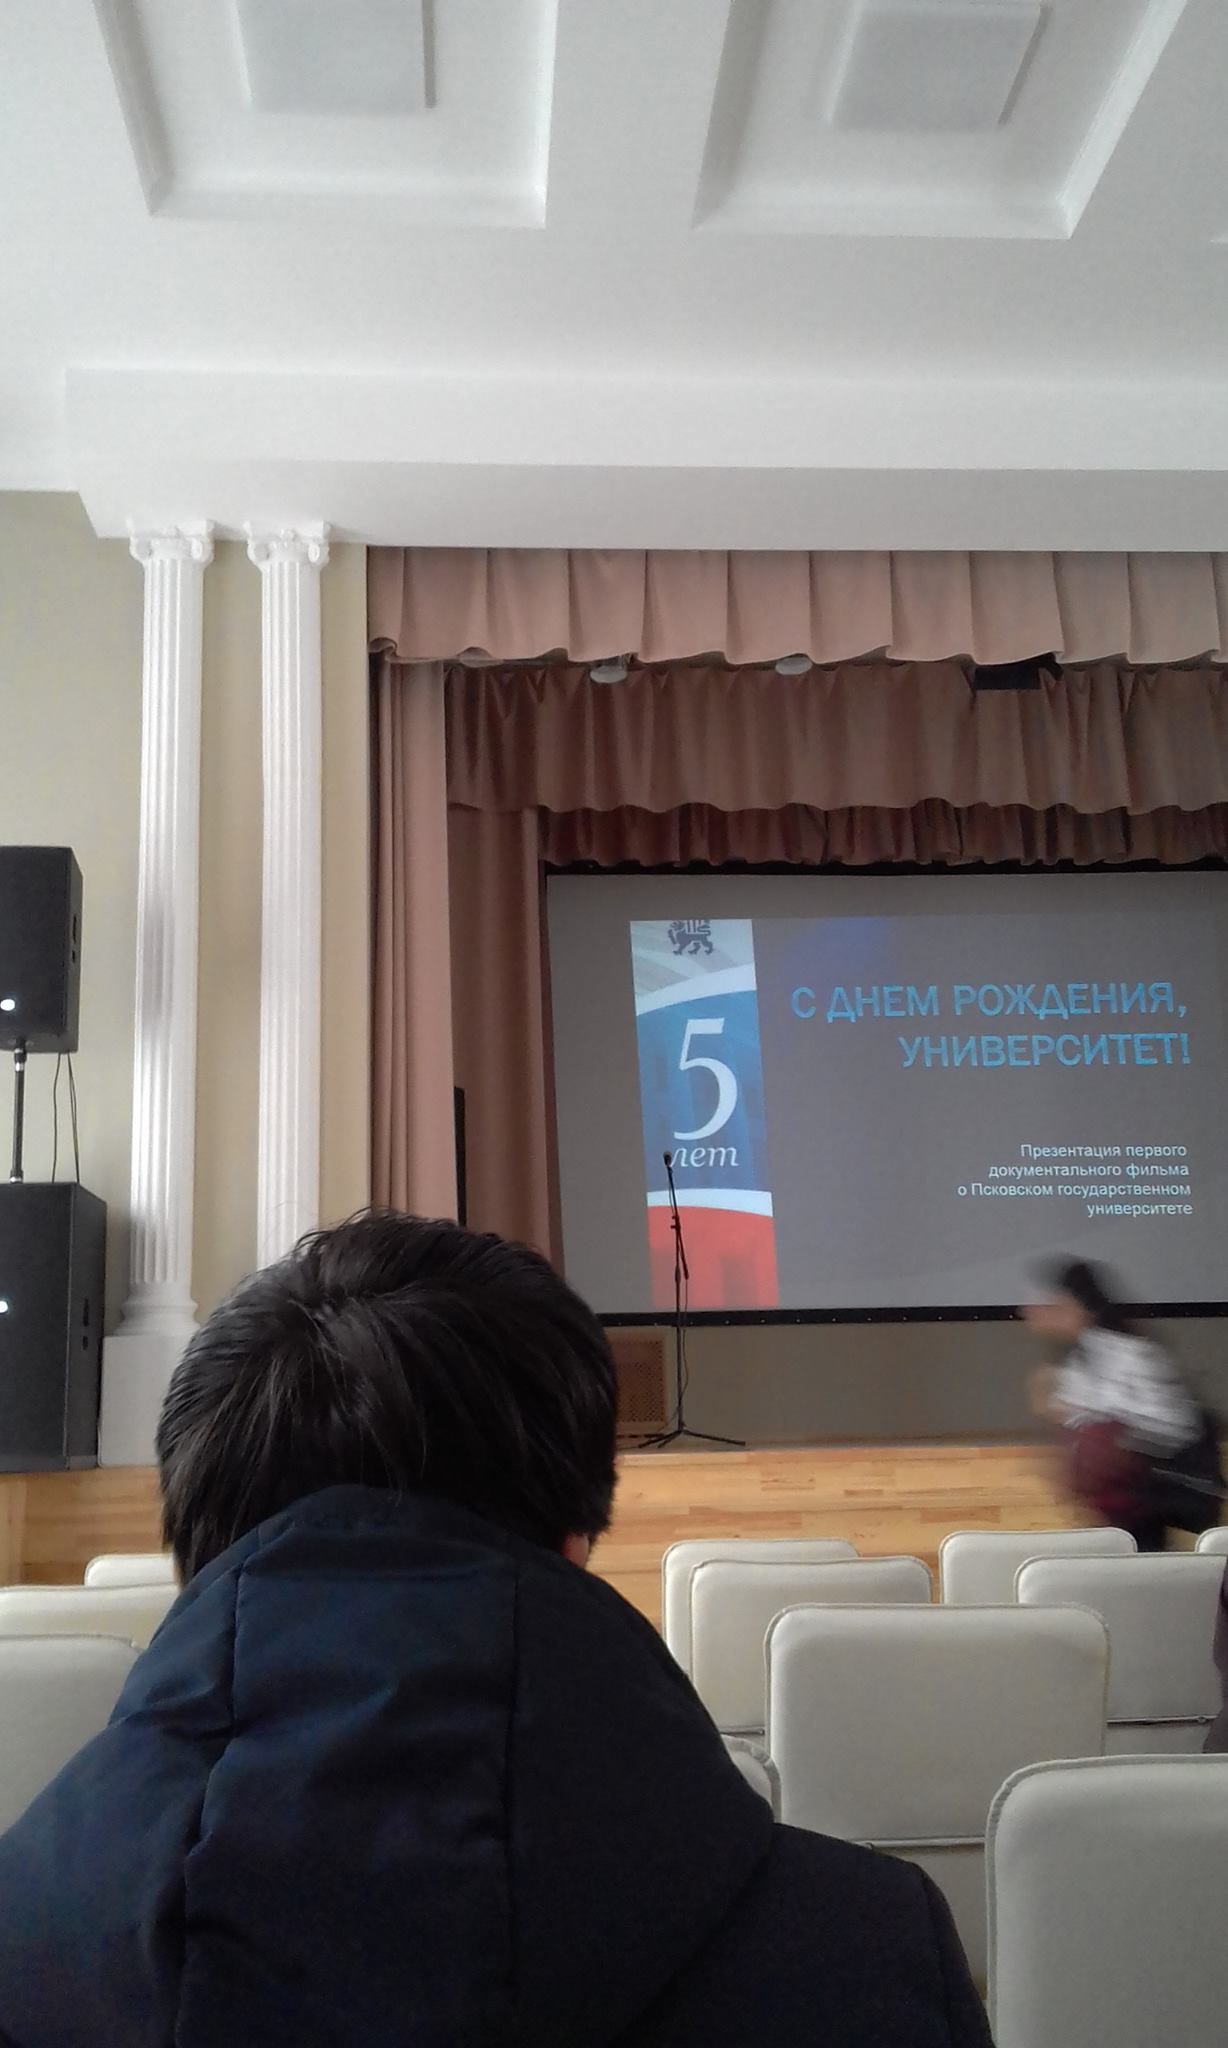 5
лет
С ДНЕМ РОЖДЕНИЯ,
УНИВЕРСИТЕТ!
Презентация первого
документального фильма
о Псковском государственном
университете